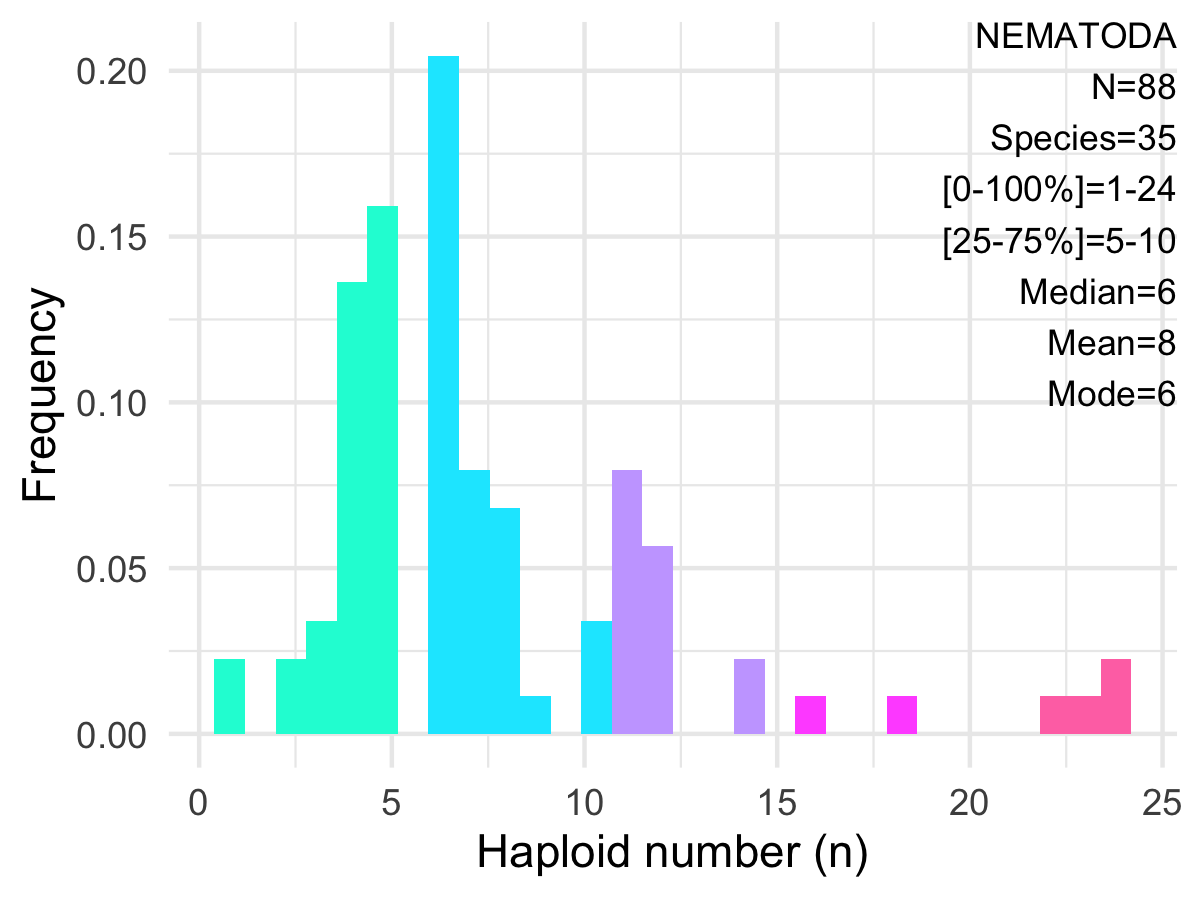 NEMATODA
N=88
Species=35
[0-100%]=1-24
[25-75%]=5-10
Median=6
Mean=8
Mode=6
Frequency
0.20
0.15
0.10
0.05
0.00
0 5 10 15 20 25
Haploid number (n)